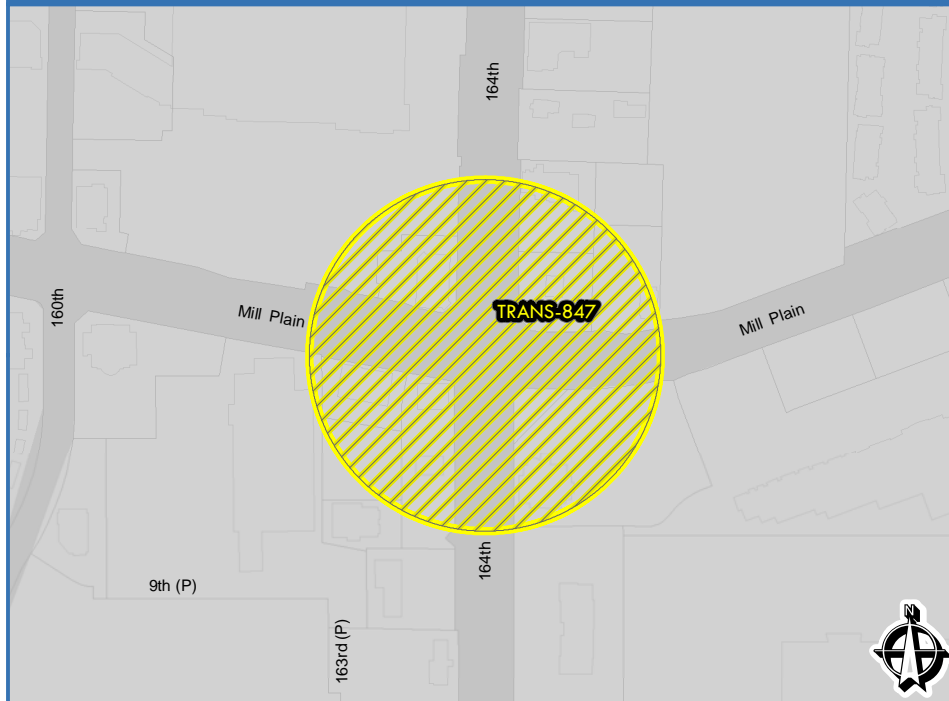 164th
TRANS-847
160th
Mill Plain
Mill Plain
164th
9th (P)
163rd (P)
N